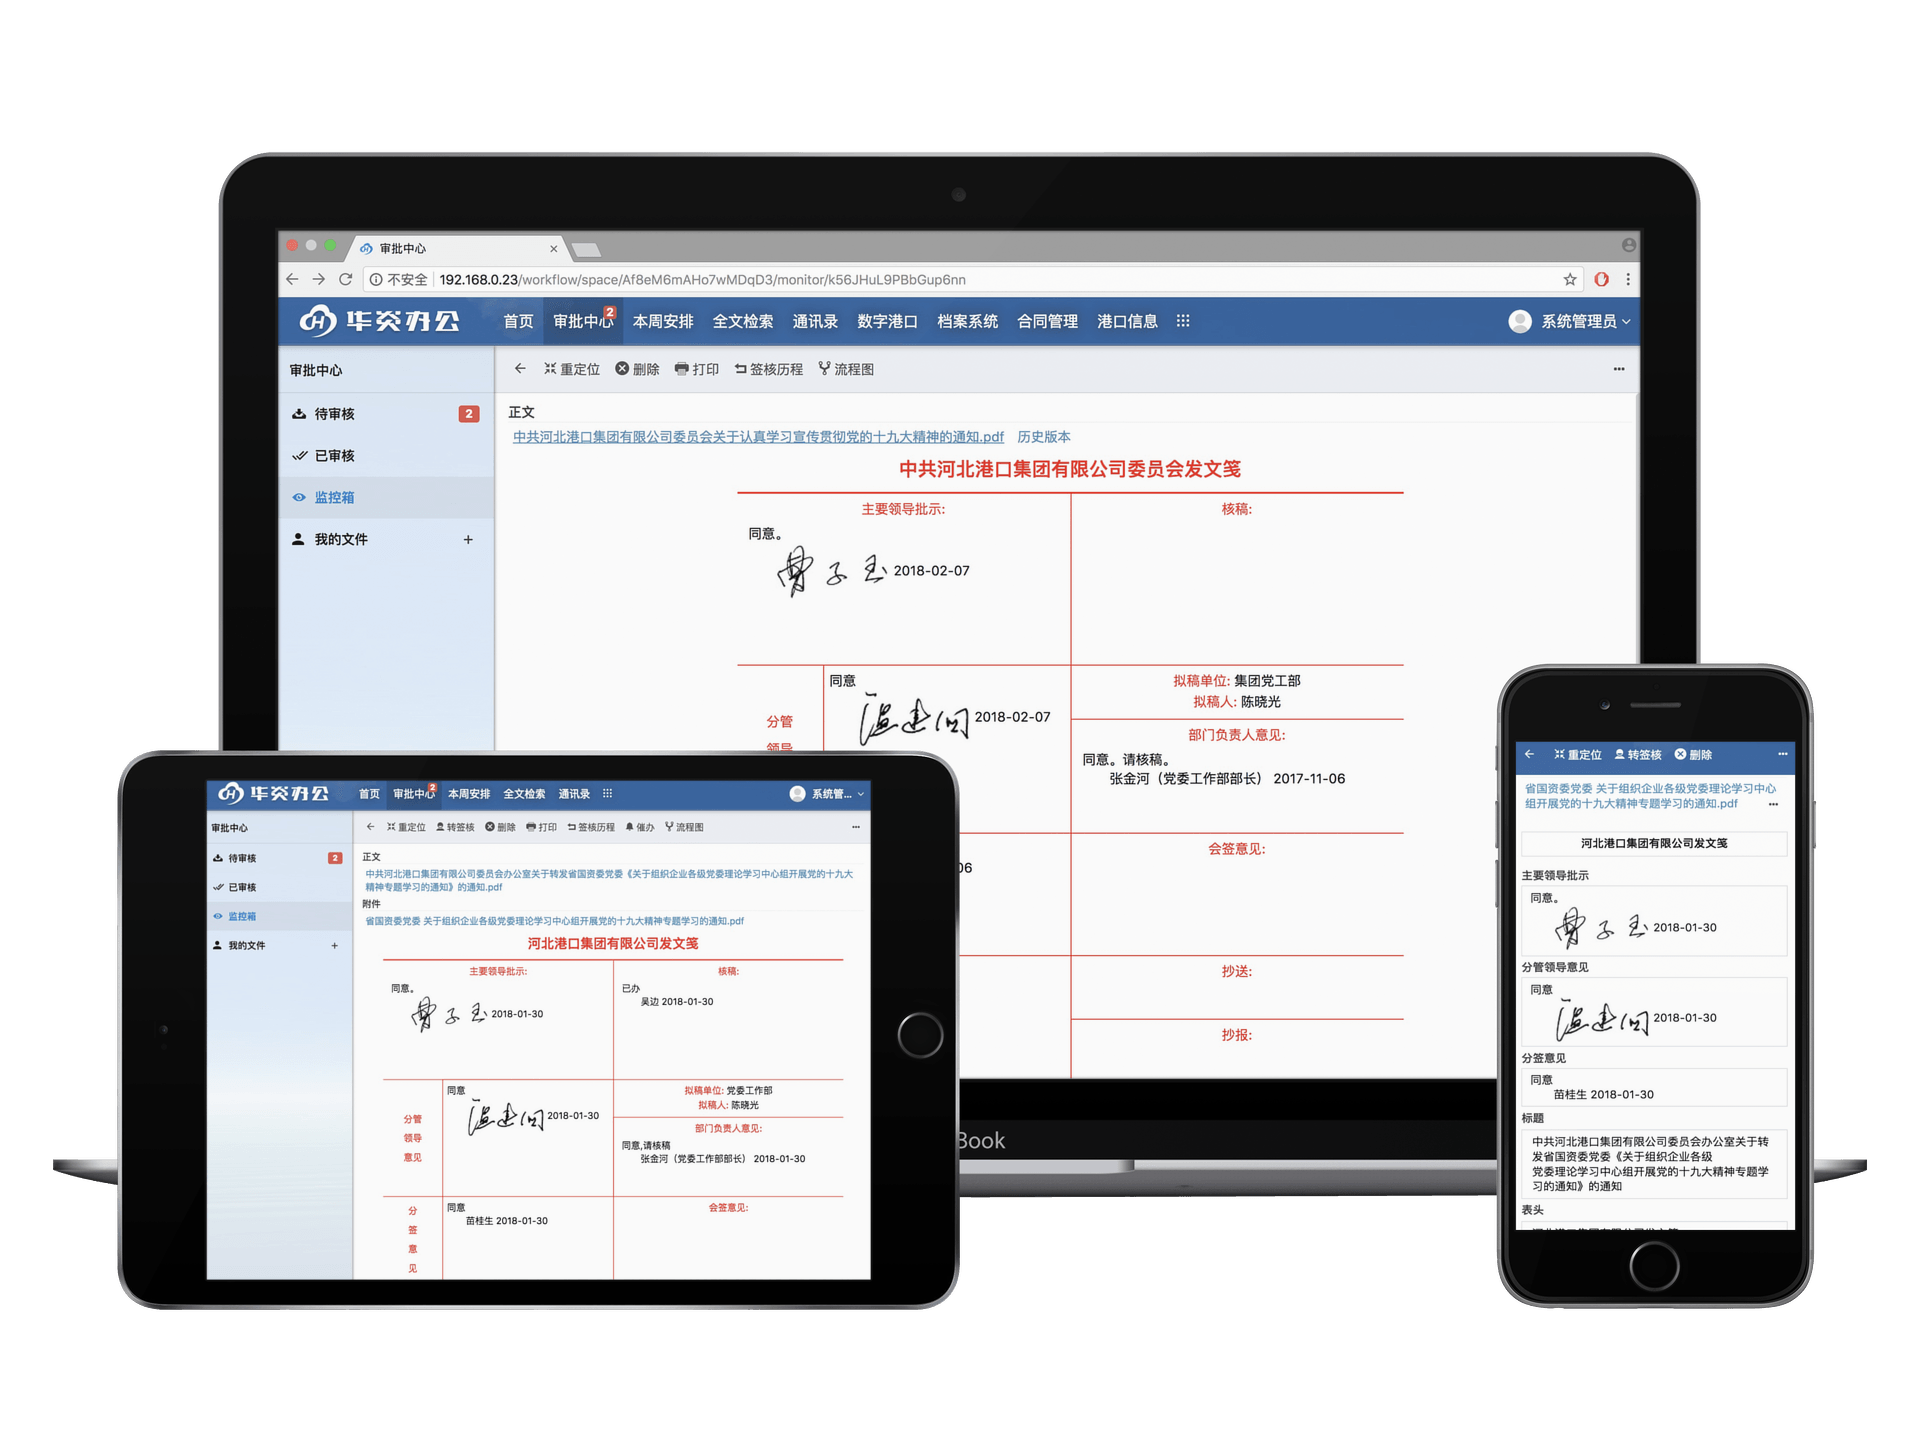 审批中心
不安全 192.168.0.23/workflow/space/Af8eM6mAHo7wMDqD3/monitor/k56JHuL9PBbGup6nn
华炎办公 首页 审批中心 2 本周安排 全文检索 通讯录 数字港口 档案系统 合同管理 港口信息 系统管理员
审批中心 重定位 删除 打印 签核历程 流程图
待审核 2
已审核
监控箱
我的文件 +
正文
中共河北港口集团有限公司委员会关于认真学习宣传贯彻党的十九大精神的通知.pdf 历史版本
中共河北港口集团有限公司委员会发文笺
主要领导批示: 核稿:
同意。
曹子玉 2018-02-07
同意
温建国 2018-02-07
分管
领导
拟稿单位: 集团党工部
拟稿人: 陈晓光
部门负责人意见:
同意。请核稿。
张金河（党委工作部部长） 2017-11-06
会签意见:
06
抄送:
抄报:
Book
华炎办公 首页 审批中心 2 本周安排 全文检索 通讯录 系统管...
审批中心 重定位 转签核 删除 打印 签核历程 催办 流程图
待审核 2
已审核
监控箱
我的文件 +
正文
中共河北港口集团有限公司委员会办公室关于转发省国资委党委《关于组织企业各级党委理论学习中心组开展党的十九大
精神专题学习的通知》的通知.pdf
附件
省国资委党委 关于组织企业各级党委理论学习中心组开展党的十九大精神专题学习的通知.pdf
河北港口集团有限公司发文笺
主要领导批示: 核稿:
同意。
曹子玉 2018-01-30
已办
吴边 2018-01-30
分管
领导
意见
同意
温建国 2018-01-30
拟稿单位: 党委工作部
拟稿人: 陈晓光
部门负责人意见:
同意,请核稿
张金河（党委工作部部长） 2018-01-30
分
签
意
见
同意
苗桂生 2018-01-30
会签意见:
重定位 转签核 删除
省国资委党委 关于组织企业各级党委理论学习中心
组开展党的十九大精神专题学习的通知.pdf
河北港口集团有限公司发文笺
主要领导批示
同意。
曹子玉 2018-01-30
分管领导意见
同意
温建国 2018-01-30
分签意见
同意
苗桂生 2018-01-30
标题
中共河北港口集团有限公司委员会办公室关于转
发省国资委党委《关于组织企业各级
党委理论学习中心组开展党的十九大精神专题学
习的通知》的通知
表头